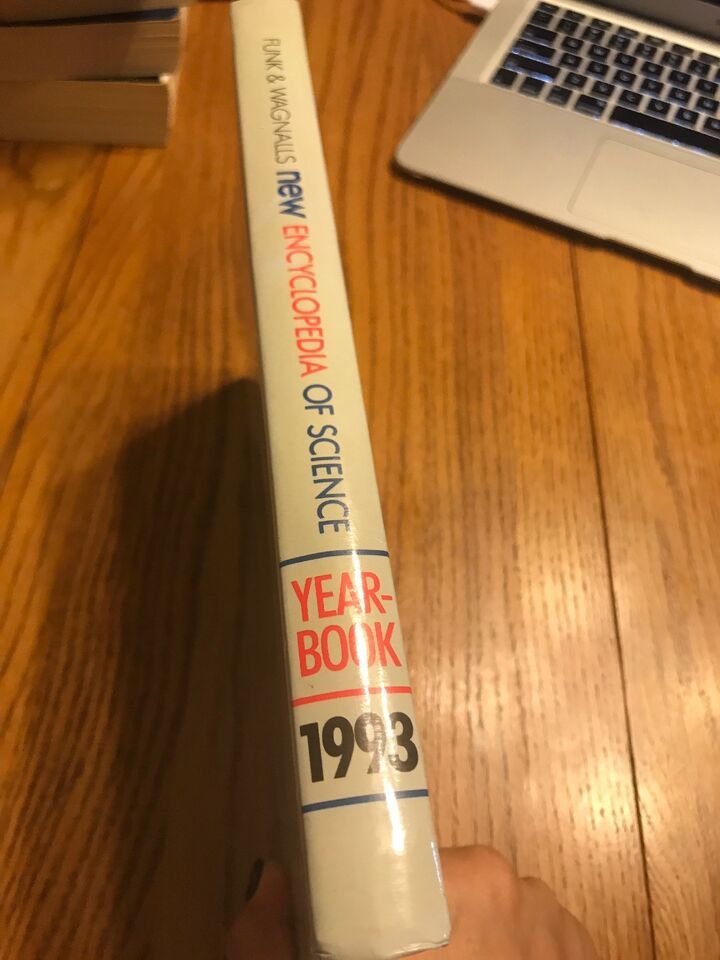 FUNK & WAGNALLS new ENCYCLOPEDIA OF SCIENCE
YEAR-
BOOK
1993